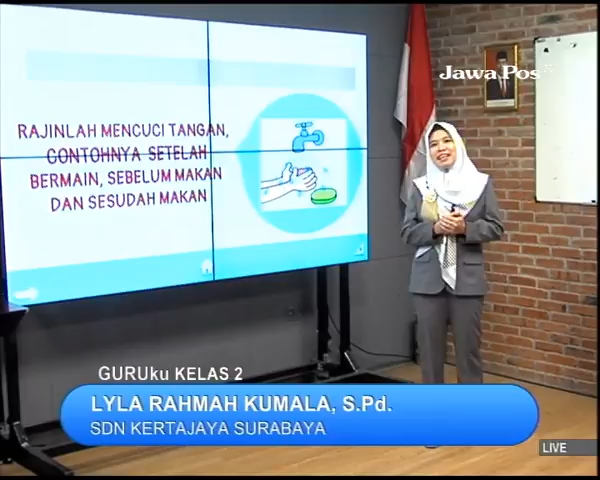 Jawa Pos
RAJINLAH MENCUCI TANGAN,
CONTOHNYA SETELAH
BERMAIN, SEBELUM MAKAN
DAN SESUDAH MAKAN
GURUku KELAS 2
LYLA RAHMAH KUMALA, S.Pd.
SDN KERTAJAYA SURABAYA
LIVE